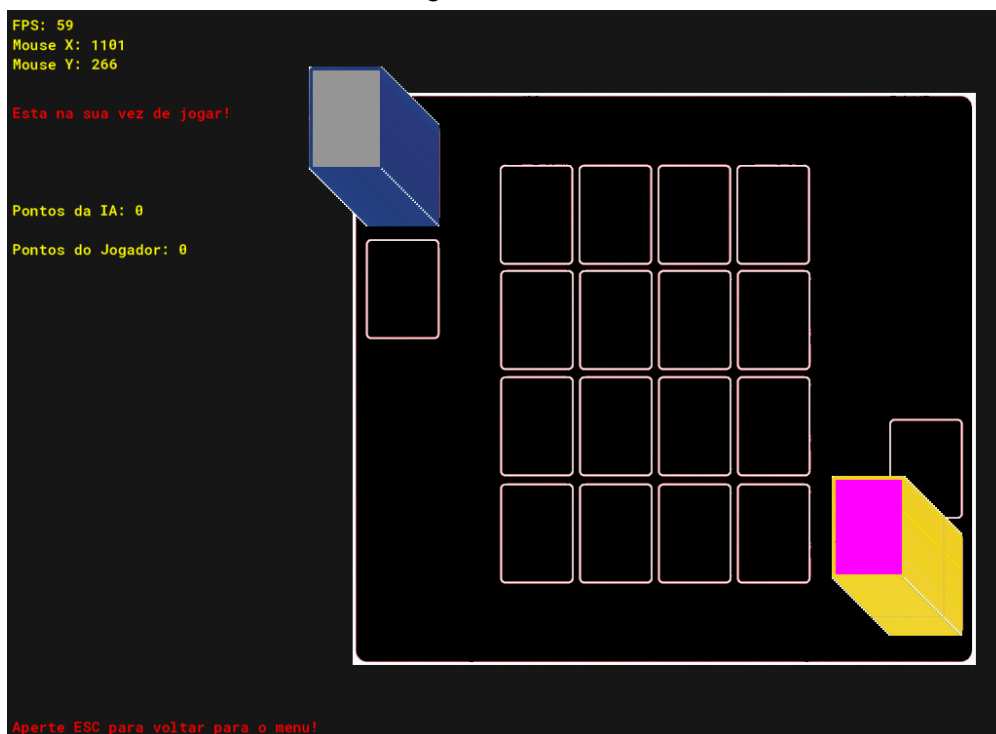 FPS: 59
Mouse X: 1101
Mouse Y: 266
Esta na sua vez de jogar!
Pontos da IA: 0
Pontos do Jogador: 0
Aperte ESC para voltar para o menu!